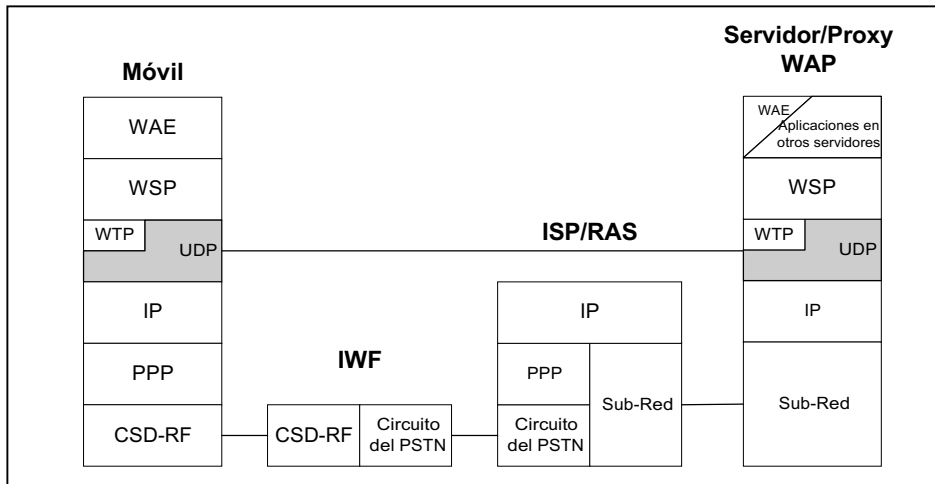 Servidor/Proxy
WAP
Móvil
WAE
WSP
WTP
UDP
IP
PPP
CSD-RF
IWF
CSD-RF
Circuito
del PSTN
ISP/RAS
IP
PPP
Circuito
del PSTN
Sub-Red
WAE
Aplicaciones en
otros servidores
WSP
WTP
UDP
IP
Sub-Red